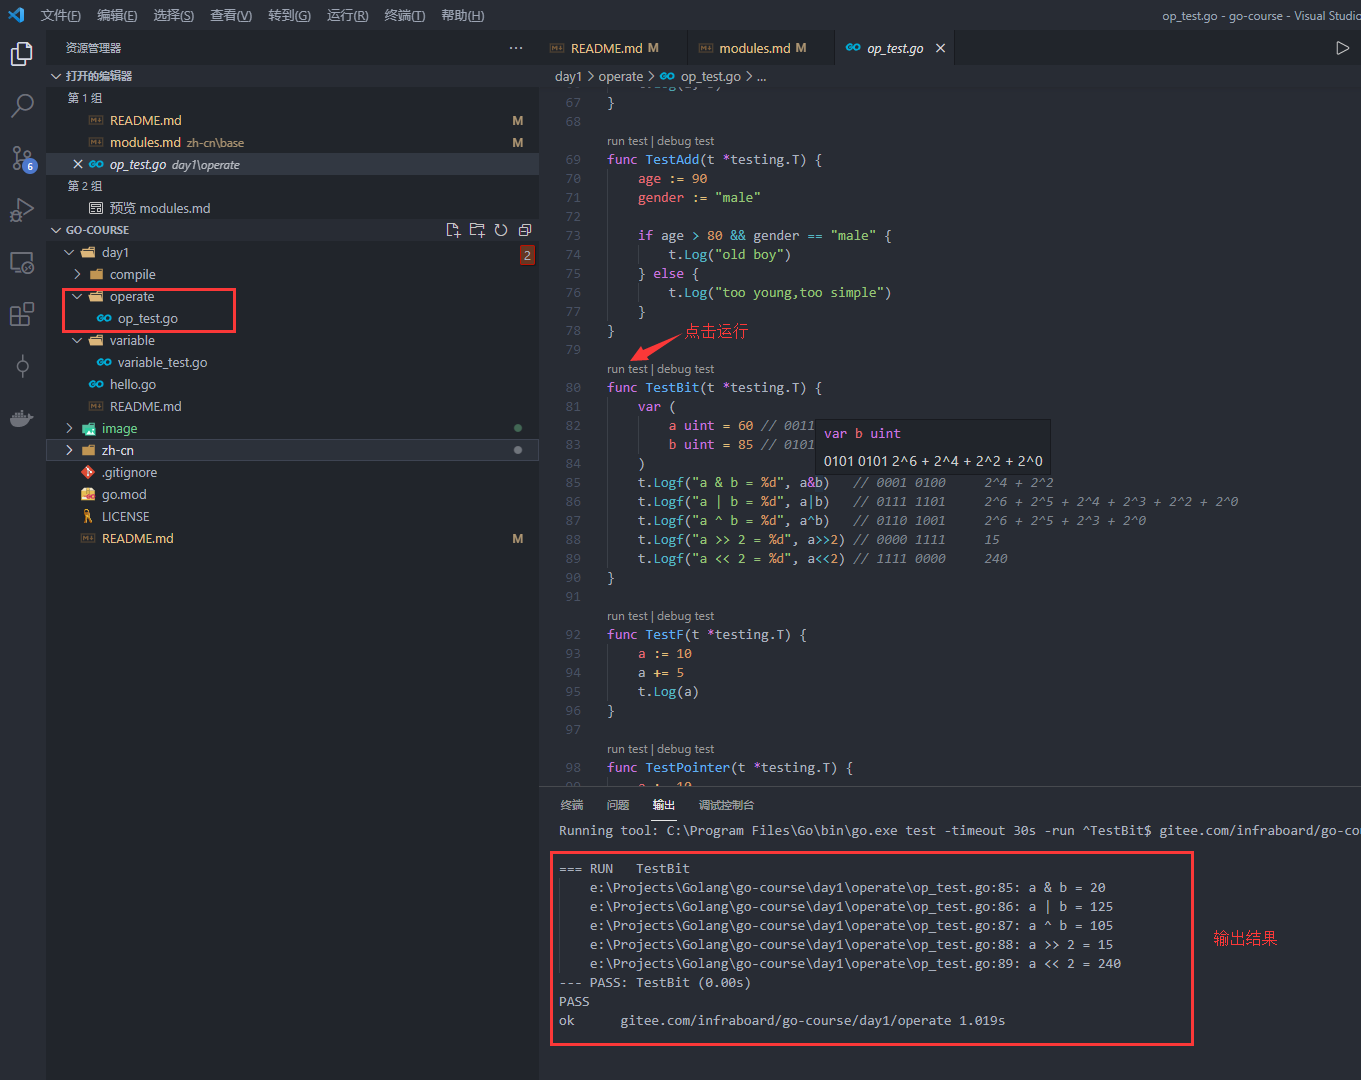 文件(F) 编辑(E) 选择(S) 查看(V) 转到(G) 运行(R) 终端(T) 帮助(H) op_test.go - go-course - Visual Studio
资源管理器 ···
打开的编辑器
第 1 组
README.md M
modules.md zh-cn\base M
op_test.go day1\operate
第 2 组
预览 modules.md
6
GO-COURSE
day1 2
compile
operate
op_test.go
variable
variable_test.go
hello.go
README.md
image
zh-cn
.gitignore
go.mod
LICENSE
README.md M
README.md M modules.md M op_test.go
day1 > operate > op_test.go > ...
67 }
68
run test | debug test
69 func TestAdd(t *testing.T) {
70 age := 90
71 gender := "male"
72
73 if age > 80 && gender == "male" {
74 t.Log("old boy")
75 } else {
76 t.Log("too young,too simple")
77 }
78 }
79
点击运行
run test | debug test
80 func TestBit(t *testing.T) {
81 var (
82 a uint = 60 // 0011
83 b uint = 85 // 0101
84 )
var b uint
0101 0101 2^6 + 2^4 + 2^2 + 2^0
85 t.Logf("a & b = %d", a&b) // 0001 0100 2^4 + 2^2
86 t.Logf("a | b = %d", a|b) // 0111 1101 2^6 + 2^5 + 2^4 + 2^3 + 2^2 + 2^0
87 t.Logf("a ^ b = %d", a^b) // 0110 1001 2^6 + 2^5 + 2^3 + 2^0
88 t.Logf("a >> 2 = %d", a>>2) // 0000 1111 15
89 t.Logf("a << 2 = %d", a<<2) // 1111 0000 240
90 }
91
run test | debug test
92 func TestF(t *testing.T) {
93 a := 10
94 a += 5
95 t.Log(a)
96 }
97
run test | debug test
98 func TestPointer(t *testing.T) {
99 a := 10
终端 问题 输出 调试控制台
Running tool: C:\Program Files\Go\bin\go.exe test -timeout 30s -run ^TestBit$ gitee.com/infraboard/go-cou
=== RUN TestBit
e:\Projects\Golang\go-course\day1\operate\op_test.go:85: a & b = 20
e:\Projects\Golang\go-course\day1\operate\op_test.go:86: a | b = 125
e:\Projects\Golang\go-course\day1\operate\op_test.go:87: a ^ b = 105
e:\Projects\Golang\go-course\day1\operate\op_test.go:88: a >> 2 = 15
e:\Projects\Golang\go-course\day1\operate\op_test.go:89: a << 2 = 240
--- PASS: TestBit (0.00s)
PASS
ok gitee.com/infraboard/go-course/day1/operate 1.019s
输出结果